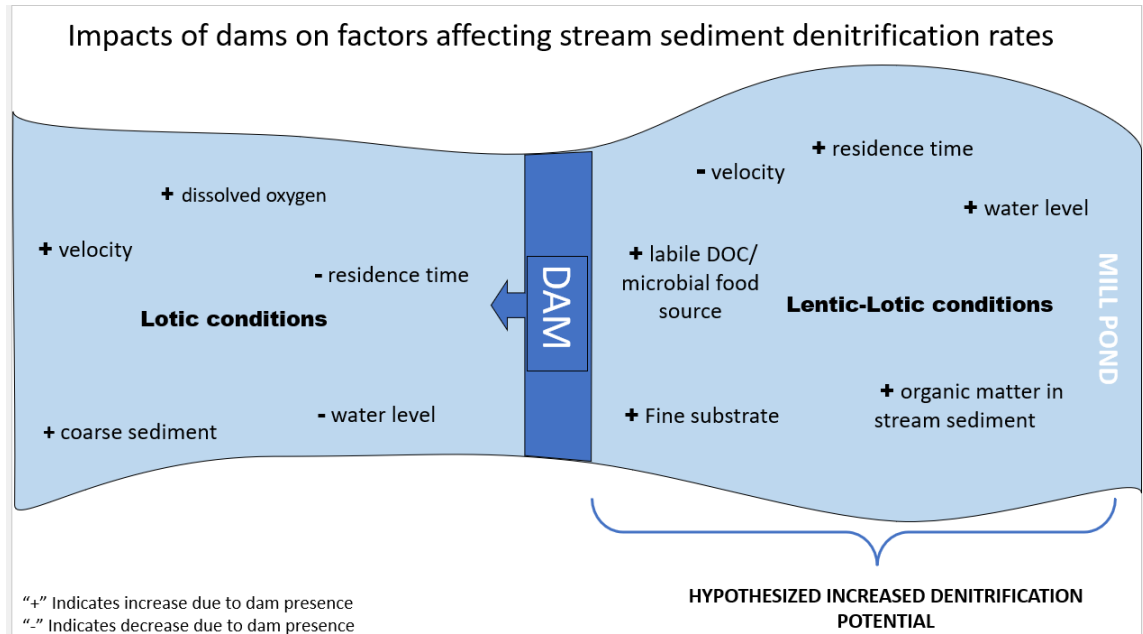 Impacts of dams on factors affecting stream sediment denitrification rates
+ dissolved oxygen
+ velocity
- residence time
Lotic conditions
- water level
+ coarse sediment
DAM
+ residence time
- velocity
+ water level
+ labile DOC/
microbial food
source
Lentic-Lotic conditions
MILL POND
+ organic matter in
stream sediment
+ Fine substrate
HYPOTHESIZED INCREASED DENITRIFICATION
POTENTIAL
“+” Indicates increase due to dam presence
“-” Indicates decrease due to dam presence